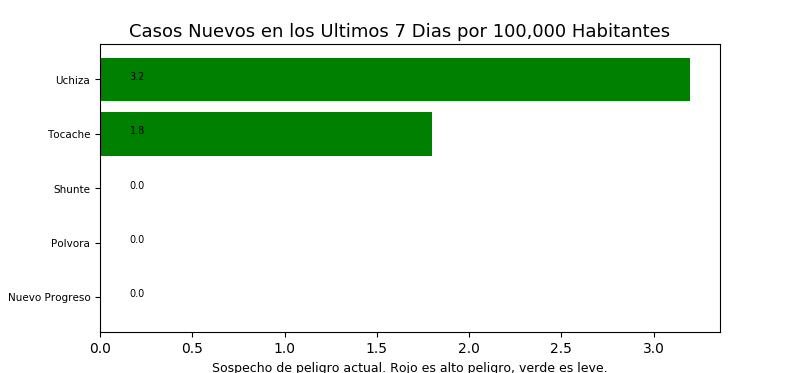 Casos Nuevos en los Ultimos 7 Dias por 100,000 Habitantes
Uchiza 3.2
Tocache 1.8
Shunte 0.0
Polvora 0.0
Nuevo Progreso 0.0
0.0 0.5 1.0 1.5 2.0 2.5 3.0
Sospecho de peligro actual. Rojo es alto peligro, verde es leve.